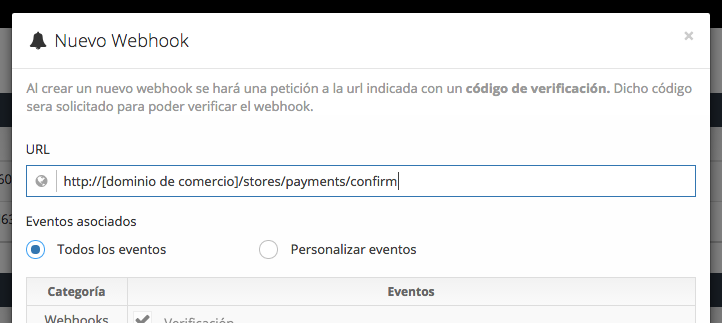 Nuevo Webhook
×
Al crear un nuevo webhook se hará una petición a la url indicada con un código de verificación. Dicho código
sera solicitado para poder verificar el webhook.
URL
http://[dominio de comercio]/stores/payments/confirm
Eventos asociados
Todos los eventos Personalizar eventos
Categoría Eventos
Webhooks Verificación
60
63